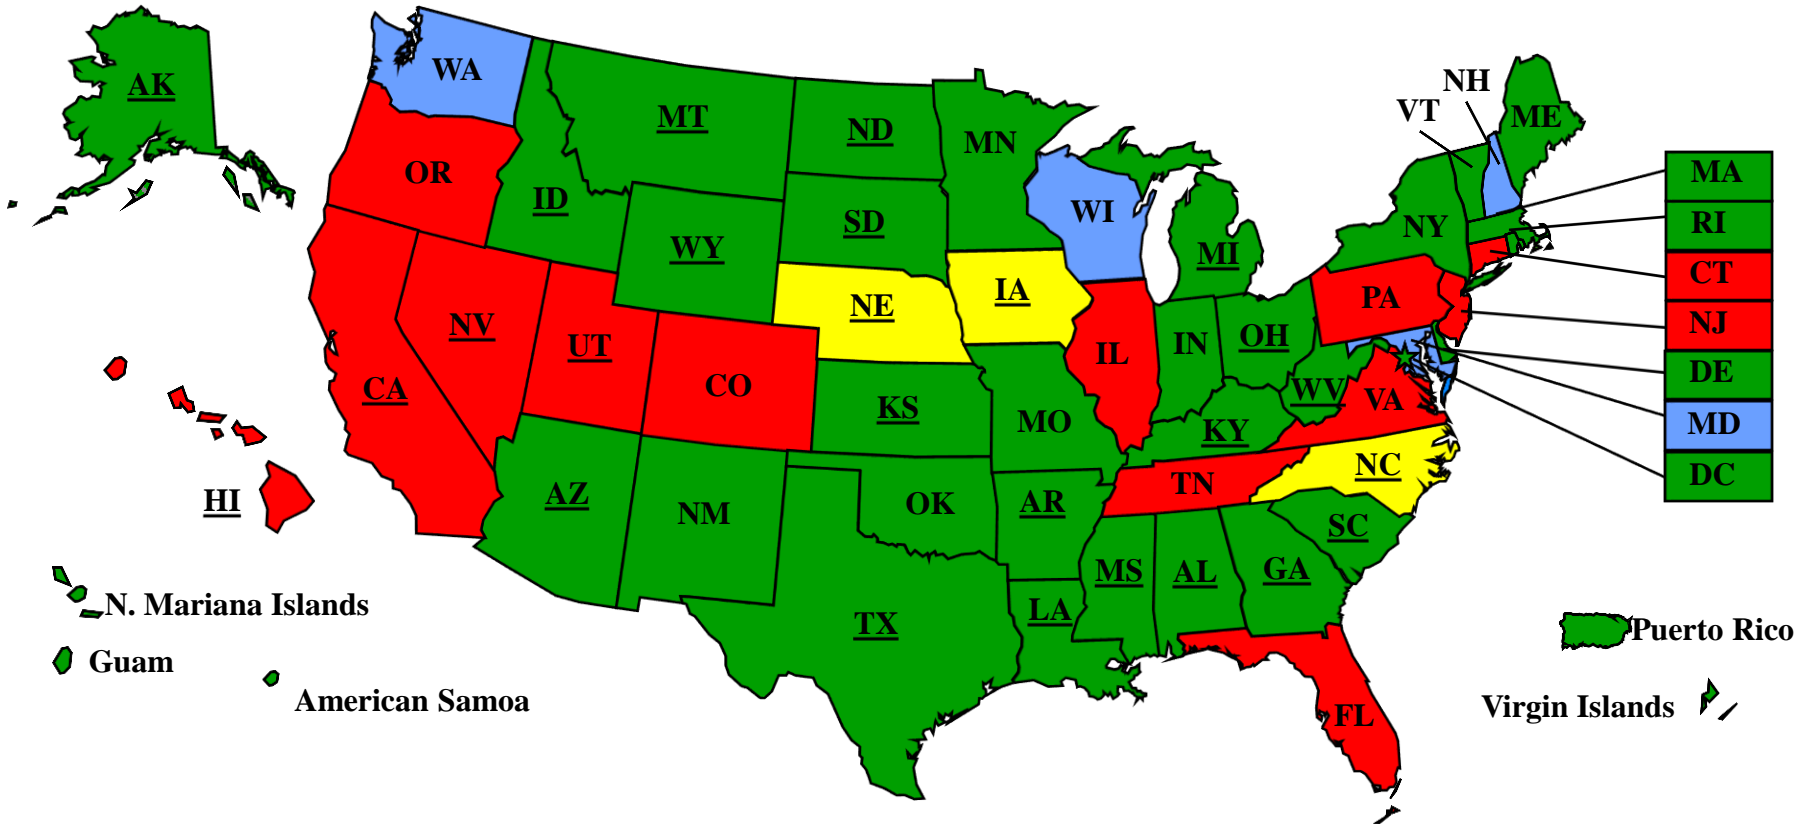 WA
NH
VT
AK
MT
ND
MN
ME
OR
MA
ID
SD
WI
NY
RI
WY
MI
CT
NE
IA
PA
NV
UT
IL
IN
OH
NJ
CO
DE
CA
KS
MO
WV
VA
MD
KY
NC
DC
HI
AZ
NM
OK
AR
TN
SC
MS
AL
GA
N. Mariana Islands
LA
TX
Puerto Rico
Guam
American Samoa
Virgin Islands
FL